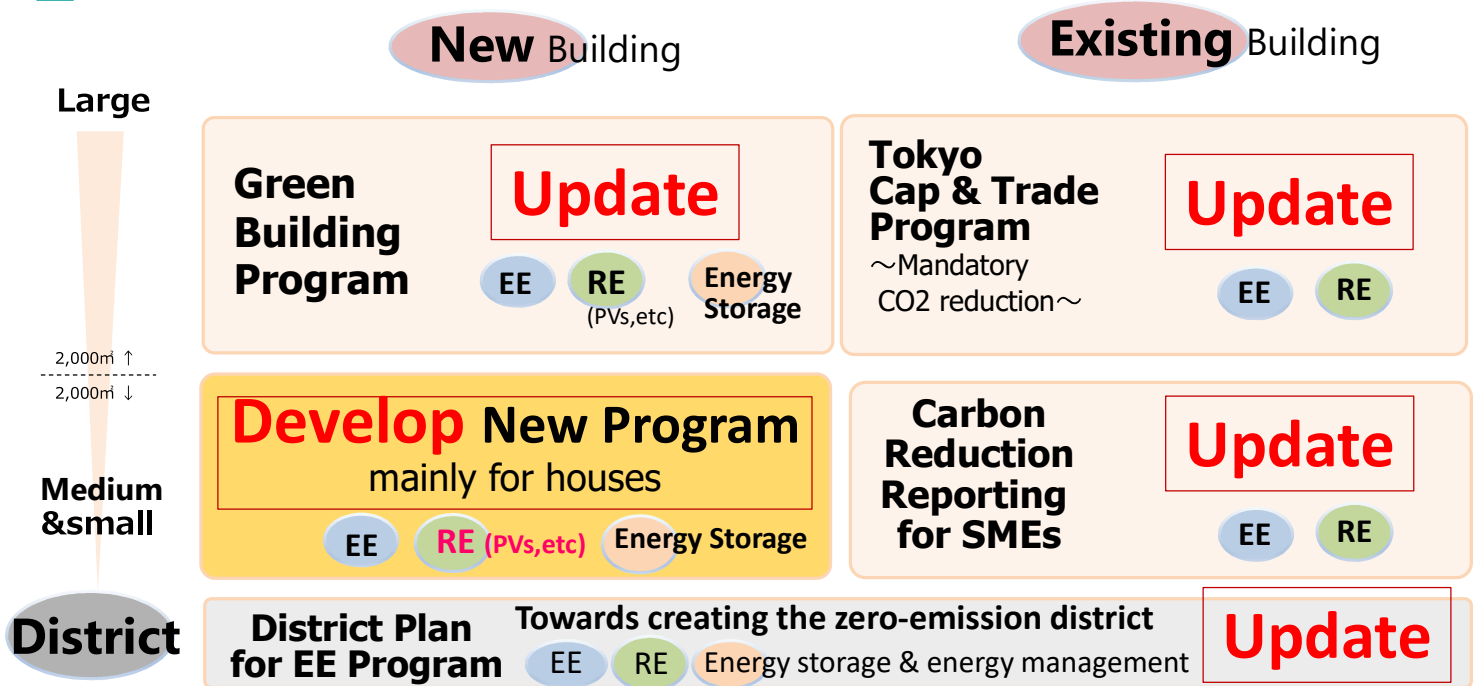 New Building
Existing Building
Large
Green
Building
Program
Update
EE
RE
(PVs,etc)
Energy
Storage
Tokyo
Cap & Trade
Program
～Mandatory
CO2 reduction～
Update
EE
RE
2,000㎡ ↑
2,000㎡ ↓
Medium
&small
Develop New Program
mainly for houses
EE
RE (PVs,etc)
Energy Storage
Carbon
Reduction
Reporting
for SMEs
Update
EE
RE
District
District Plan
for EE Program
Towards creating the zero-emission district
EE
RE
Energy storage & energy management
Update